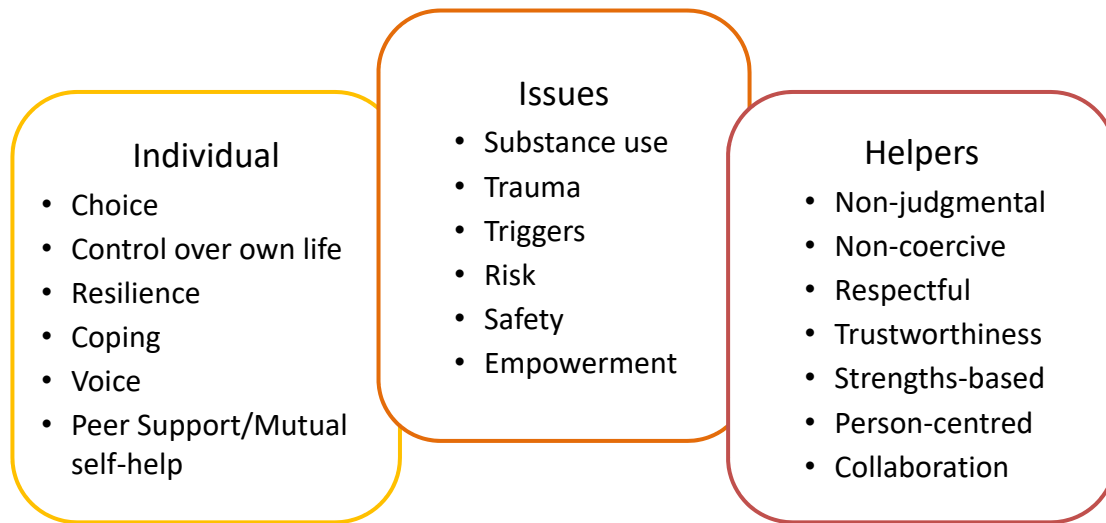 Individual
• Choice
• Control over own life
• Resilience
• Coping
• Voice
• Peer Support/Mutual
self-help
Issues
• Substance use
• Trauma
• Triggers
• Risk
• Safety
• Empowerment
Helpers
• Non-judgmental
• Non-coercive
• Respectful
• Trustworthiness
• Strengths-based
• Person-centred
• Collaboration